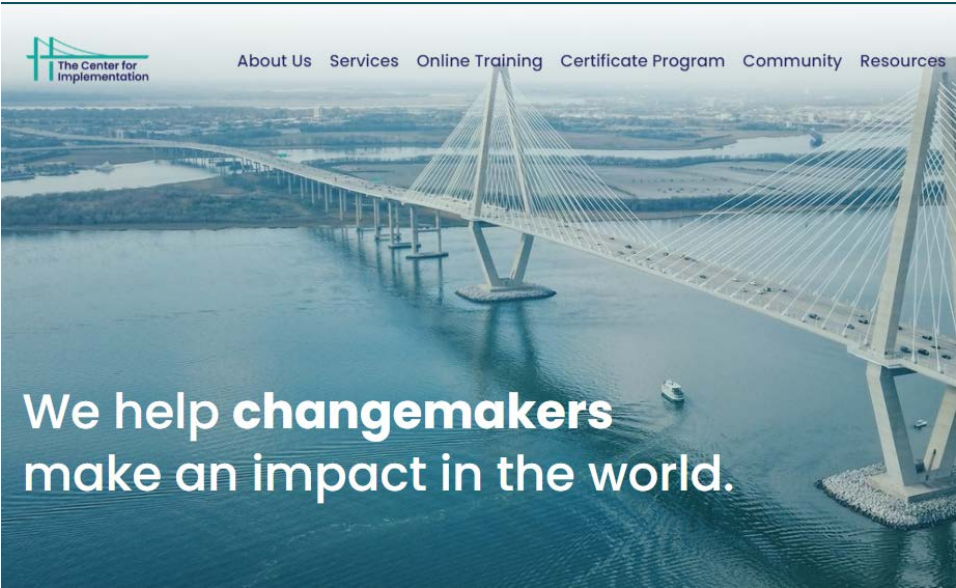 The Center for
Implementation
About Us Services Online Training Certificate Program Community Resources
We help changemakers
make an impact in the world.